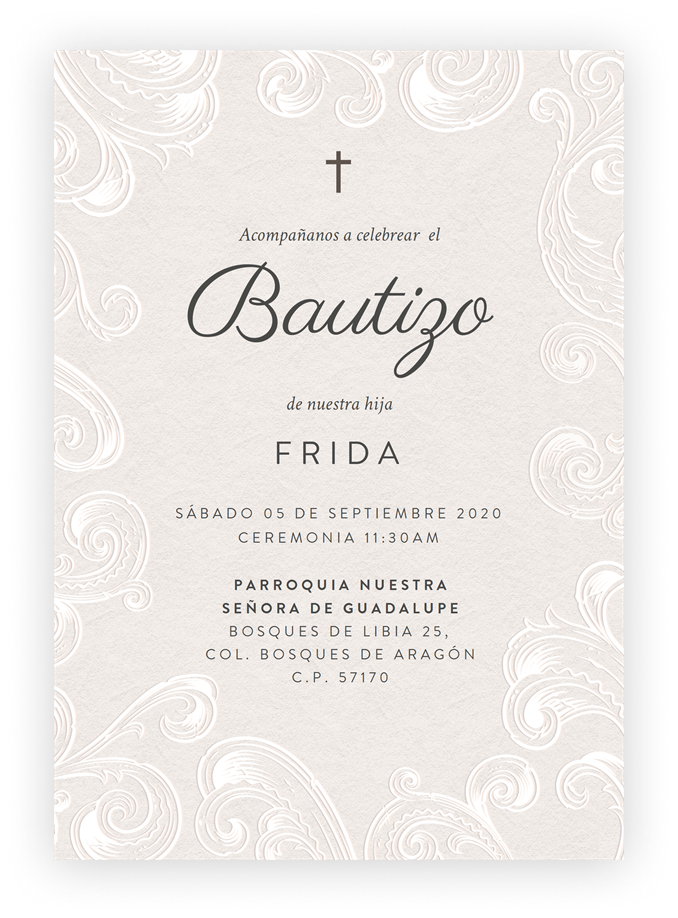 Acompañanos a celebrear el
Bautizo
de nuestra hija
FRIDA
SÁBADO 05 DE SEPTIEMBRE 2020
CEREMONIA 11:30AM
PARROQUIA NUESTRA
SEÑORA DE GUADALUPE
BOSQUES DE LIBIA 25,
COL. BOSQUES DE ARAGÓN
C.P. 57170